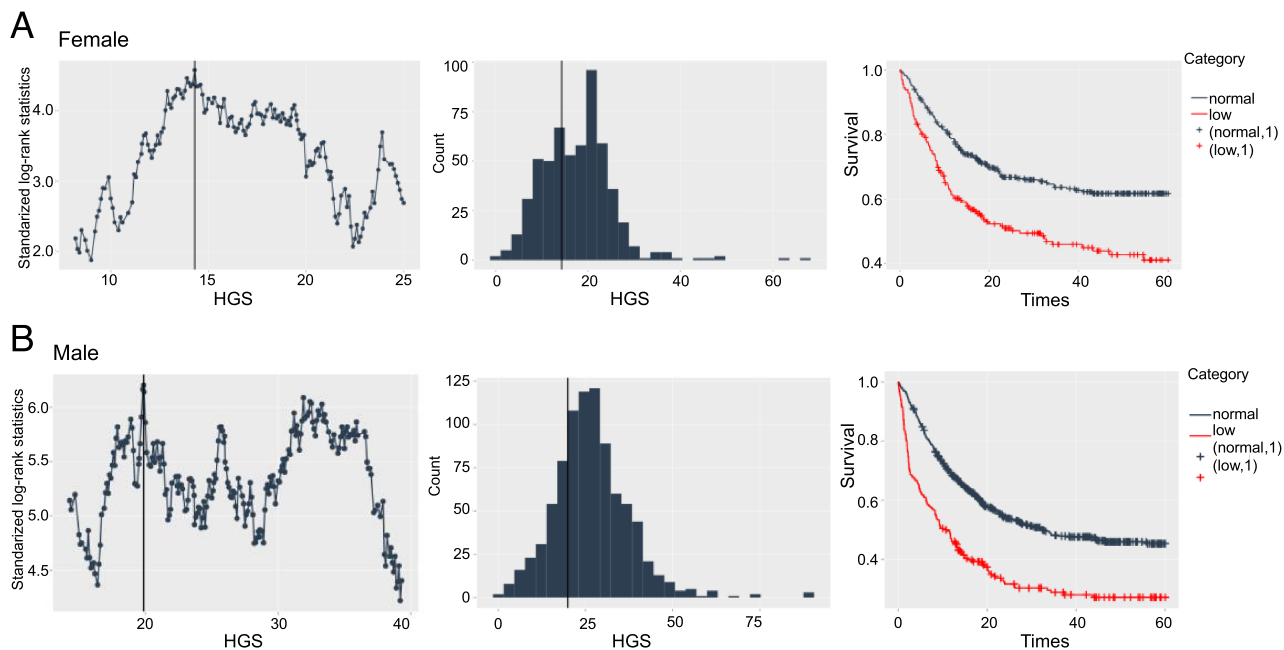 A
Female
Standarized log-rank statistics
4.0
3.0
2.0
10
15
20
25
HGS
Count
100
75
50
25
0
0
20
40
60
HGS
Survival
1.0
0.8
0.6
0.4
0
20
40
60
Times
Category
normal
low
(normal,1)
(low,1)
B
Male
Standarized log-rank statistics
6.0
5.5
5.0
4.5
20
30
40
HGS
Count
125
100
75
50
25
0
0
25
50
75
HGS
Survival
1.0
0.8
0.6
0.4
0
20
40
60
Times
Category
normal
low
(normal,1)
(low,1)